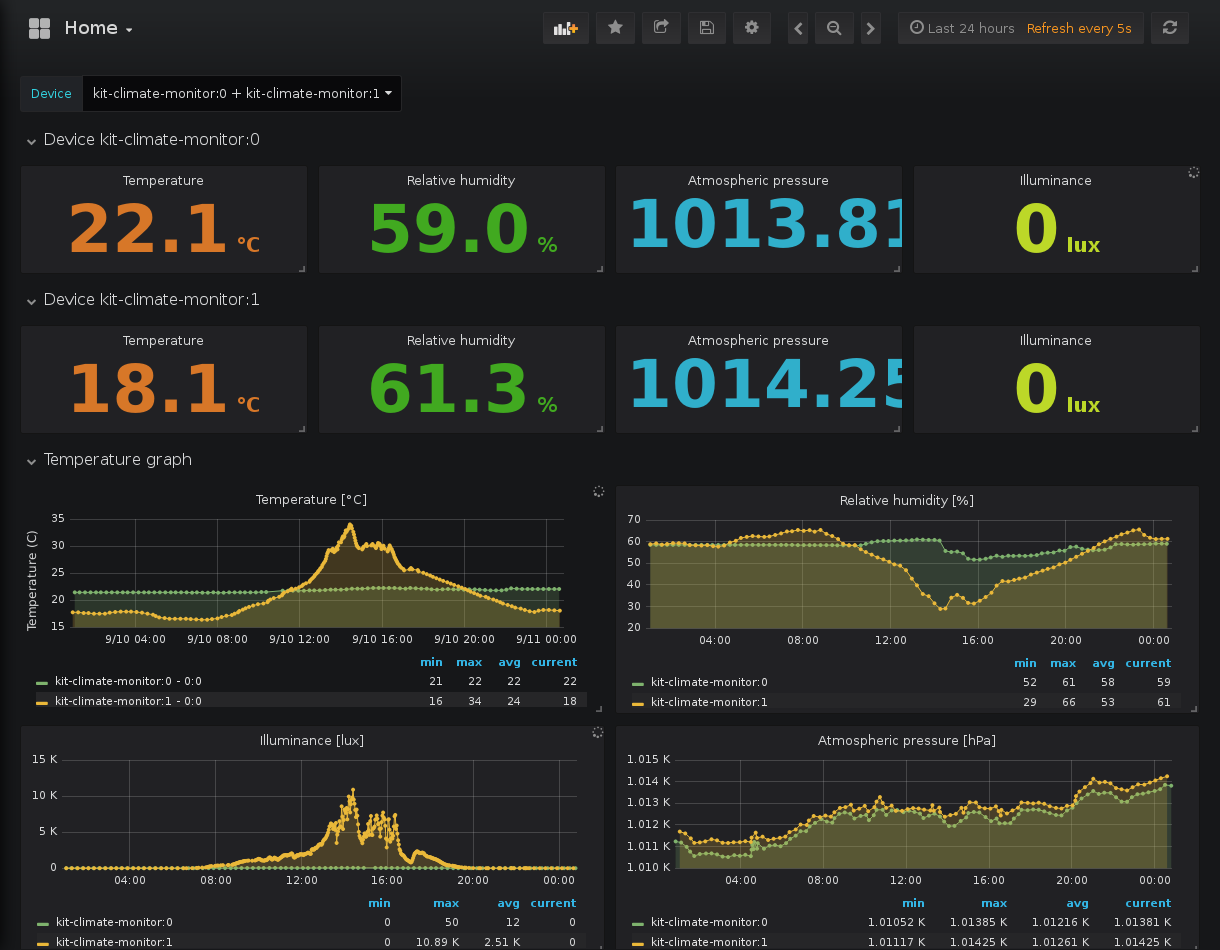 Home
Last 24 hours Refresh every 5s
Device kit-climate-monitor:0 + kit-climate-monitor:1
Device kit-climate-monitor:0
Temperature Relative humidity Atmospheric pressure Illuminance
22.1 °C 59.0 % 1013.81 0 lux
Device kit-climate-monitor:1
Temperature Relative humidity Atmospheric pressure Illuminance
18.1 °C 61.3 % 1014.25 0 lux
Temperature graph
Temperature [°C]
Temperature (C)
35
30
25
20
15
9/10 04:00 9/10 08:00 9/10 12:00 9/10 16:00 9/10 20:00 9/11 00:00
min max avg current
kit-climate-monitor:0 - 0:0 21 22 22 22
kit-climate-monitor:1 - 0:0 16 34 24 18
Relative humidity [%]
70
60
50
40
30
20
04:00 08:00 12:00 16:00 20:00 00:00
min max avg current
kit-climate-monitor:0 52 61 58 59
kit-climate-monitor:1 29 66 53 61
Illuminance [lux]
15 K
10 K
5 K
0
04:00 08:00 12:00 16:00 20:00 00:00
min max avg current
kit-climate-monitor:0 0 50 12 0
kit-climate-monitor:1 0 10.89 K 2.51 K 0
Atmospheric pressure [hPa]
1.015 K
1.014 K
1.013 K
1.012 K
1.011 K
1.010 K
04:00 08:00 12:00 16:00 20:00 00:00
min max avg current
kit-climate-monitor:0 1.01052 K 1.01385 K 1.01216 K 1.01381 K
kit-climate-monitor:1 1.01117 K 1.01425 K 1.01261 K 1.01425 K